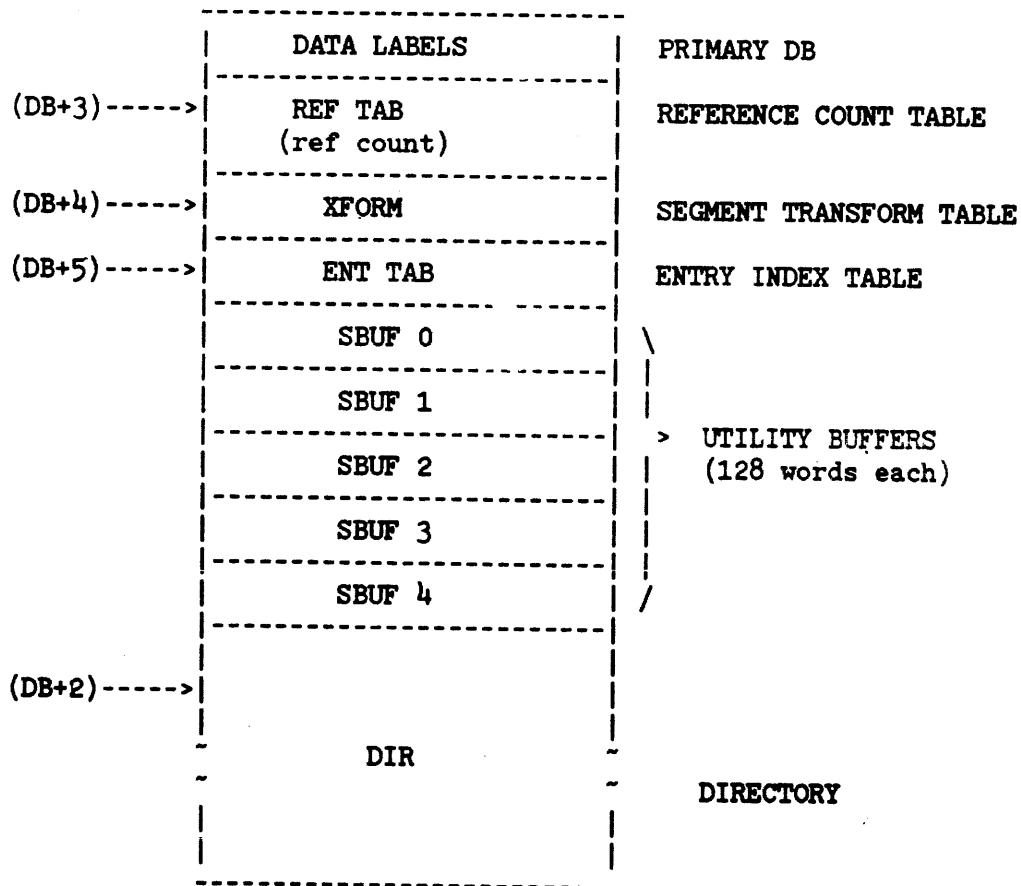 DATA LABELS PRIMARY DB
(DB+3)-----> REF TAB REFERENCE COUNT TABLE
(ref count)
(DB+4)-----> XFORM SEGMENT TRANSFORM TABLE
(DB+5)-----> ENT TAB ENTRY INDEX TABLE
SBUF 0
SBUF 1
SBUF 2 > UTILITY BUFFERS
(128 words each)
SBUF 3
SBUF 4
(DB+2)----->
DIR
DIRECTORY